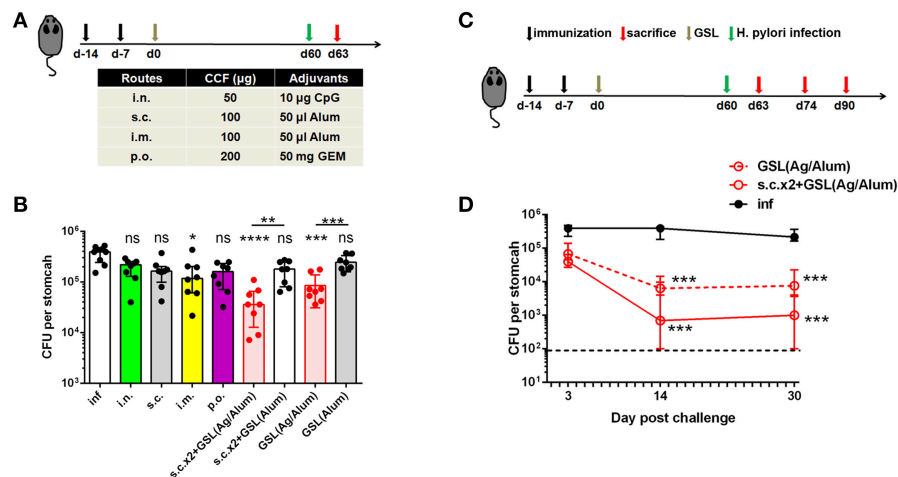 A
d-14 d-7 d0 d60 d63
Routes CCF (µg) Adjuvants
i.n. 50 10 µg CpG
s.c. 100 50 µl Alum
i.m. 100 50 µl Alum
p.o. 200 50 mg GEM
B
CFU per stomcah
10⁶
10⁵
10⁴
10³
ns ns * ns **** ns *** ns
** ***
inf
i.n.
s.c.
i.m.
p.o.
s.c.x2+GSL(Ag/Alum)
s.c.x2+GSL(Alum)
GSL(Ag/Alum)
GSL(Alum)
C
immunization sacrifice GSL H. pylori infection
d-14 d-7 d0 d60 d63 d74 d90
GSL(Ag/Alum)
s.c.x2+GSL(Ag/Alum)
inf
D
CFU per stomcah
10⁶
10⁵
10⁴
10³
10²
10¹
*** ***
*** ***
3 14 30
Day post challenge